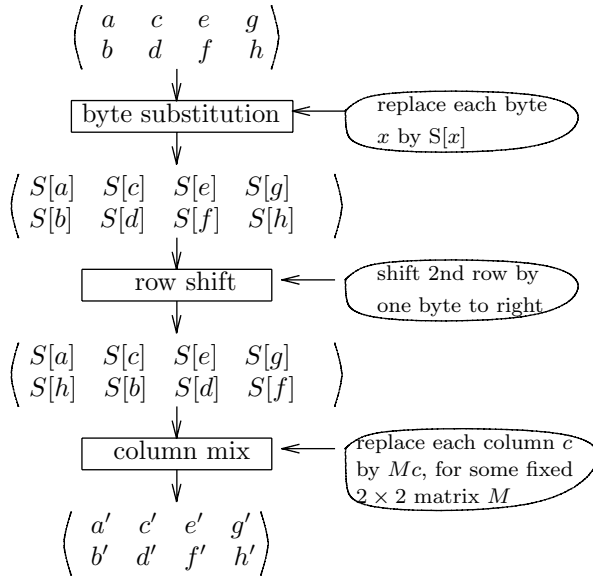 a c e g
b d f h
byte substitution
replace each byte
x by S[x]
S[a] S[c] S[e] S[g]
S[b] S[d] S[f] S[h]
row shift
shift 2nd row by
one byte to right
S[a] S[c] S[e] S[g]
S[h] S[b] S[d] S[f]
column mix
replace each column c
by Mc, for some fixed
2 × 2 matrix M
a′ c′ e′ g′
b′ d′ f′ h′